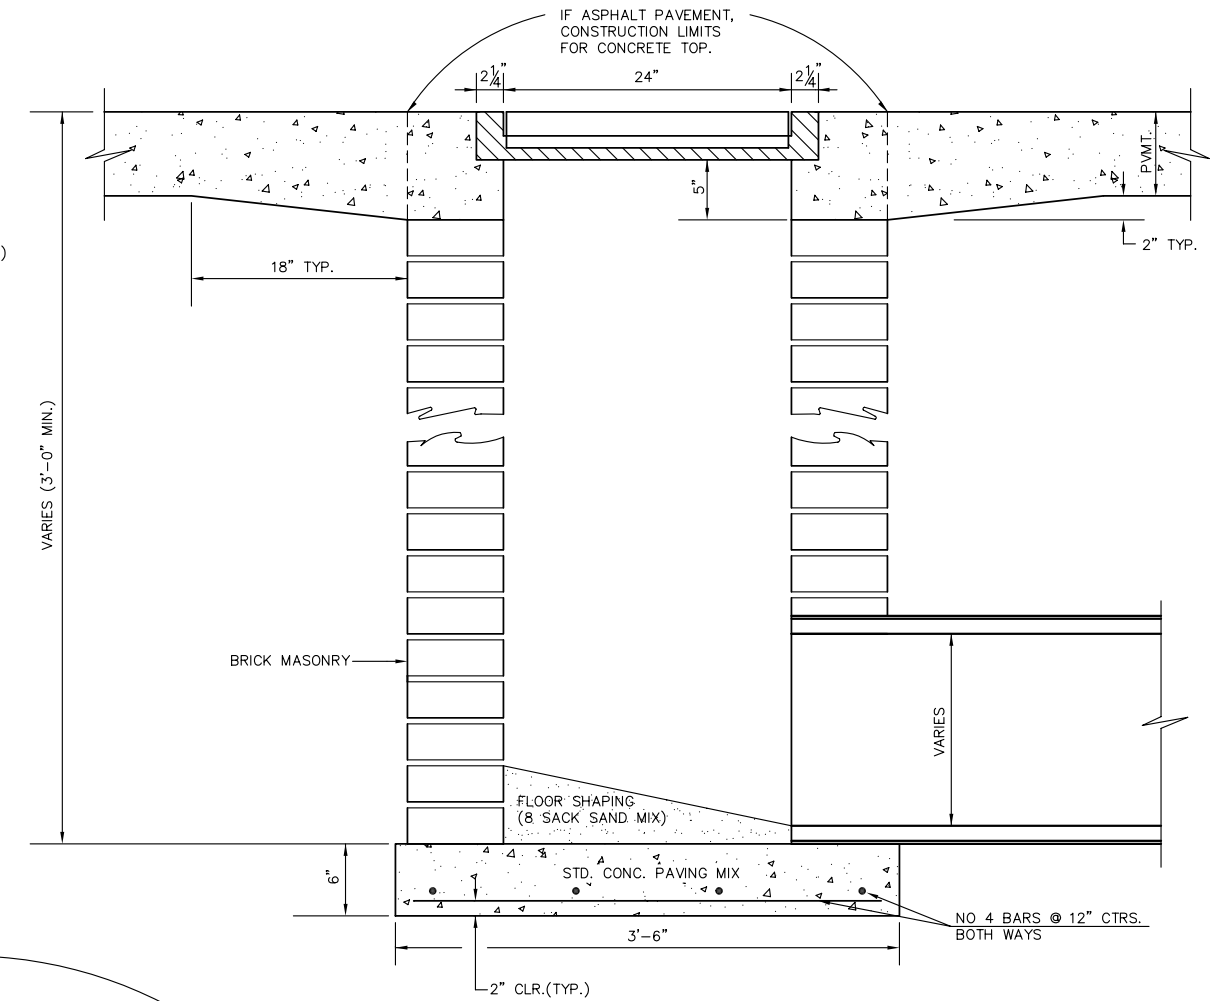 IF ASPHALT PAVEMENT,
CONSTRUCTION LIMITS
FOR CONCRETE TOP.
2¼"
24"
2¼"
PVMT.
5"
)
2" TYP.
18" TYP.
VARIES (3'-0" MIN.)
BRICK MASONRY
VARIES
FLOOR SHAPING
(8 SACK SAND MIX)
6"
STD. CONC. PAVING MIX
NO 4 BARS @ 12" CTRS.
BOTH WAYS
3'-6"
2" CLR.(TYP.)